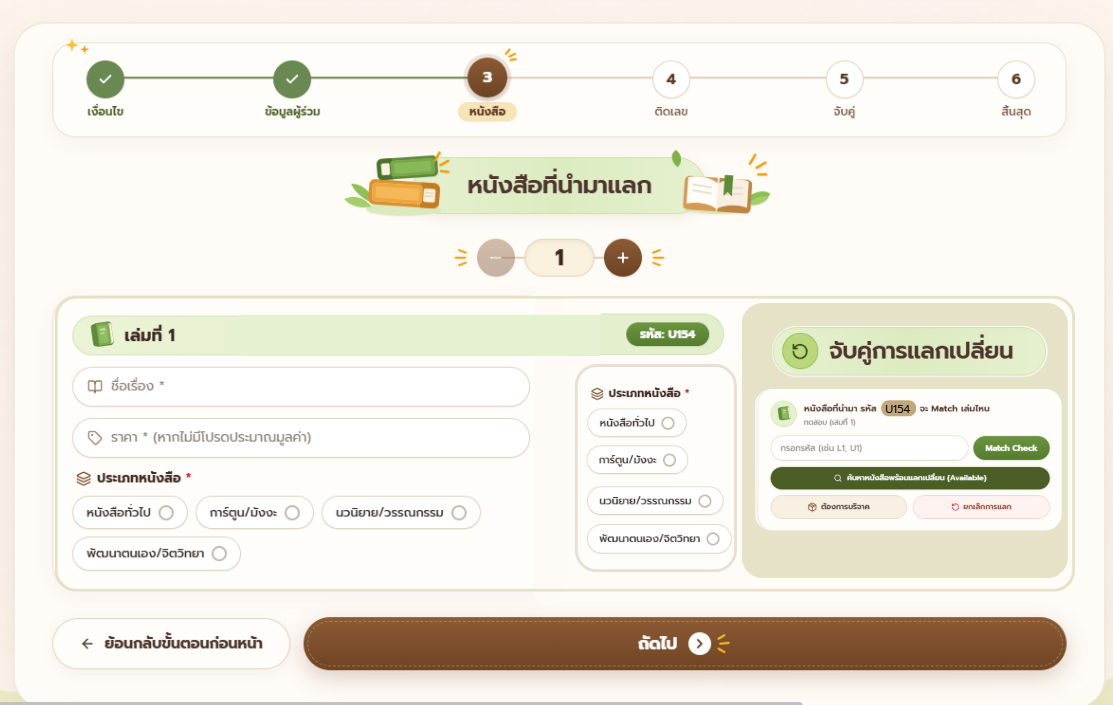 3
4
5
6
เงื่อนไข
ข้อมูลผู้ร่วม
หนังสือ
ติดเลข
จับคู่
สิ้นสุด
หนังสือที่นำมาแลก
1
เล่มที่ 1
รหัส: U154
ชื่อเรื่อง *
ราคา * (หากไม่มีโปรดประมาณมูลค่า)
ประเภทหนังสือ *
หนังสือทั่วไป
การ์ตูน/มังงะ
นวนิยาย/วรรณกรรม
พัฒนาตนเอง/จิตวิทยา
ประเภทหนังสือ *
หนังสือทั่วไป
การ์ตูน/มังงะ
นวนิยาย/วรรณกรรม
พัฒนาตนเอง/จิตวิทยา
จับคู่การแลกเปลี่ยน
หนังสือที่นำมา รหัส U154 จะ Match เล่มไหน
ทดสอบ (เล่มที่ 1)
กรอกรหัส (เช่น L1, U1)
Match Check
ค้นหาหนังสือพร้อมแลกเปลี่ยน (Available)
ต้องการบริจาค
ยกเลิกการแลก
ย้อนกลับขั้นตอนก่อนหน้า
ถัดไป